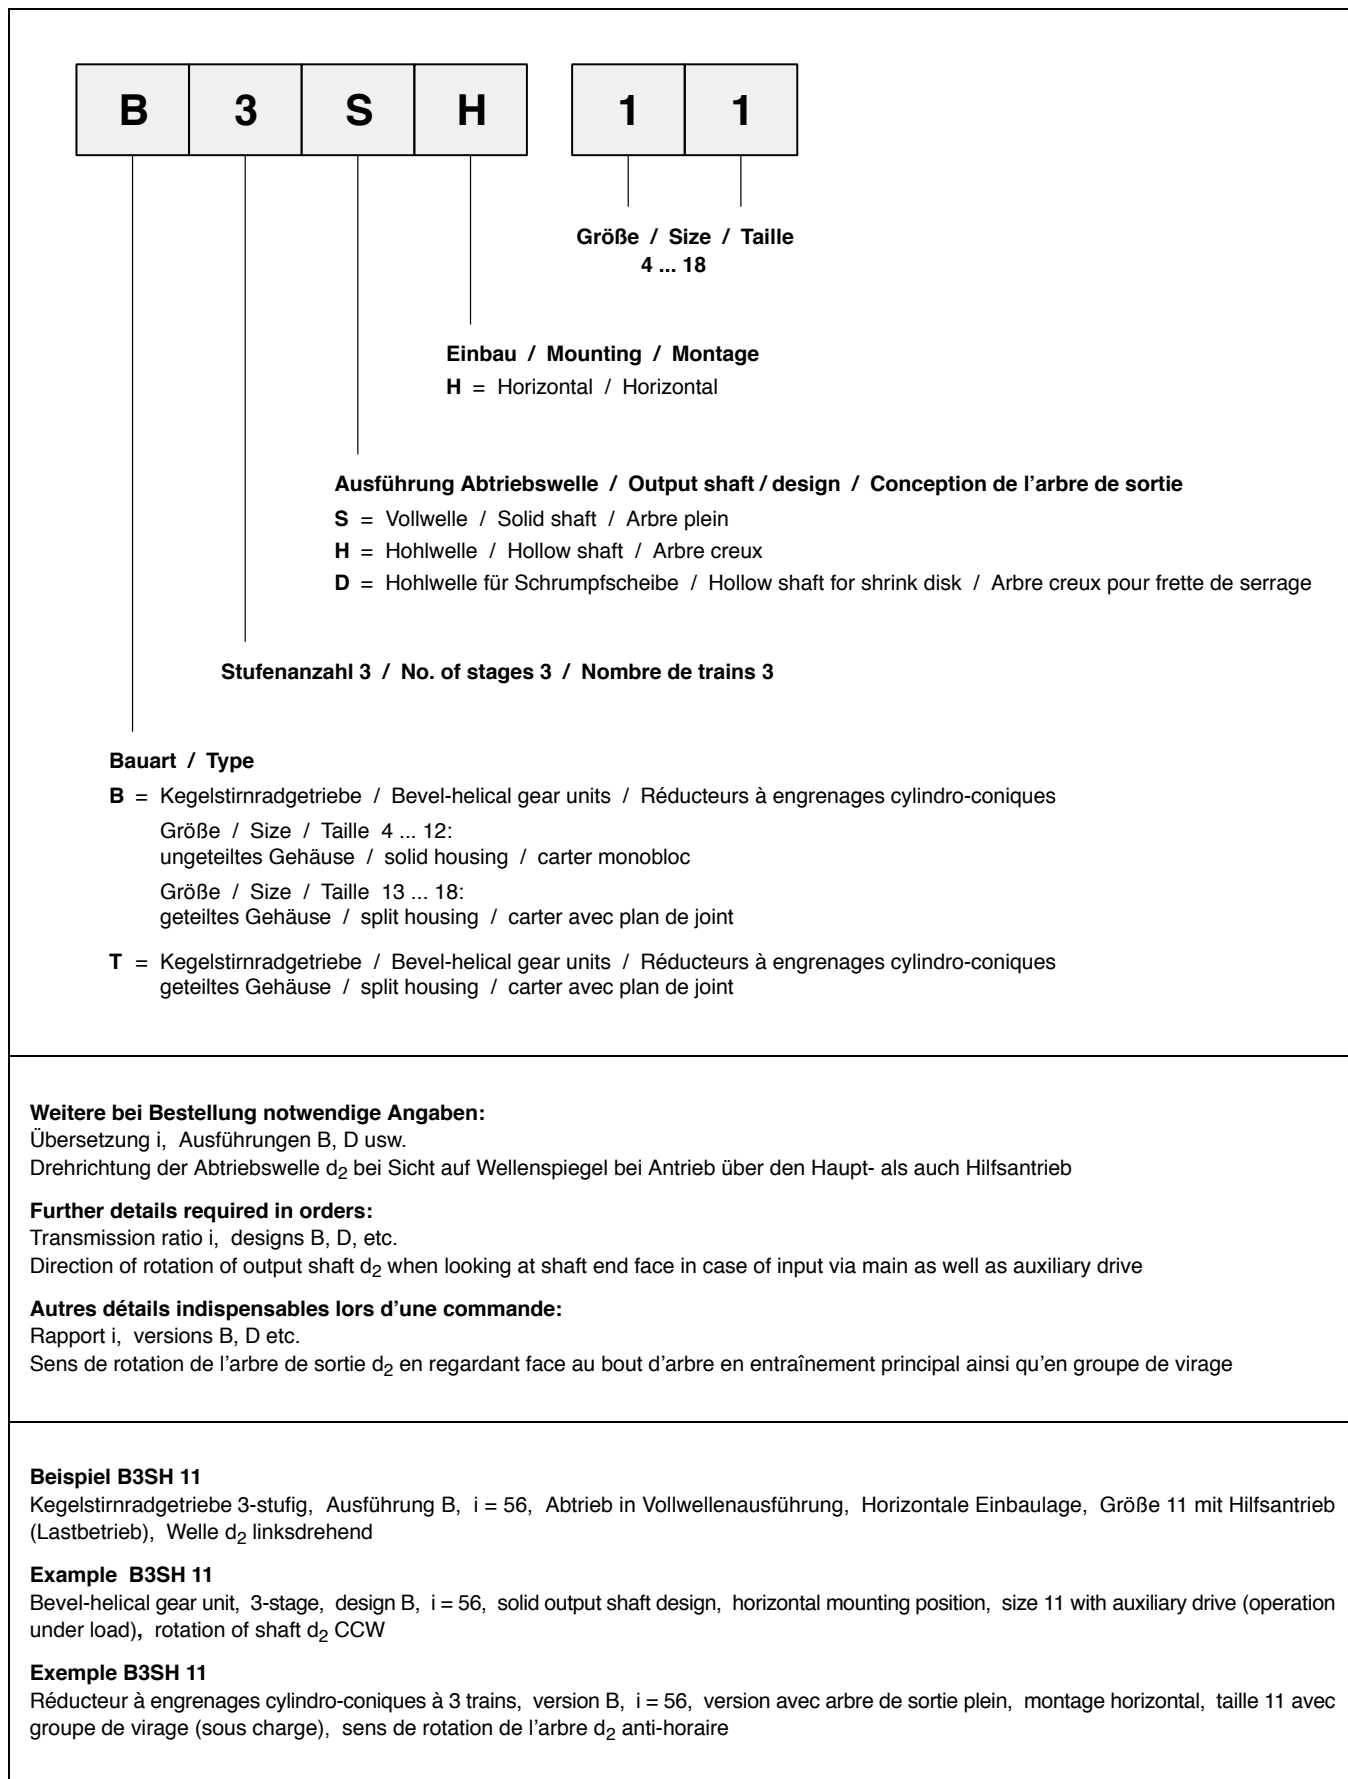 B 3 S H 1 1
Größe / Size / Taille
4 ... 18
Einbau / Mounting / Montage
H = Horizontal / Horizontal
Ausführung Abtriebswelle / Output shaft / design / Conception de l'arbre de sortie
S = Vollwelle / Solid shaft / Arbre plein
H = Hohlwelle / Hollow shaft / Arbre creux
D = Hohlwelle für Schrumpfscheibe / Hollow shaft for shrink disk / Arbre creux pour frette de serrage
Stufenanzahl 3 / No. of stages 3 / Nombre de trains 3
Bauart / Type
B = Kegelstirnradgetriebe / Bevel-helical gear units / Réducteurs à engrenages cylindro-coniques
Größe / Size / Taille 4 ... 12:
ungeteiltes Gehäuse / solid housing / carter monobloc
Größe / Size / Taille 13 ... 18:
geteiltes Gehäuse / split housing / carter avec plan de joint
T = Kegelstirnradgetriebe / Bevel-helical gear units / Réducteurs à engrenages cylindro-coniques
geteiltes Gehäuse / split housing / carter avec plan de joint
Weitere bei Bestellung notwendige Angaben:
Übersetzung i, Ausführungen B, D usw.
Drehrichtung der Abtriebswelle d2 bei Sicht auf Wellenspiegel bei Antrieb über den Haupt- als auch Hilfsantrieb
Further details required in orders:
Transmission ratio i, designs B, D, etc.
Direction of rotation of output shaft d2 when looking at shaft end face in case of input via main as well as auxiliary drive
Autres détails indispensables lors d'une commande:
Rapport i, versions B, D etc.
Sens de rotation de l'arbre de sortie d2 en regardant face au bout d'arbre en entraînement principal ainsi qu'en groupe de virage
Beispiel B3SH 11
Kegelstirnradgetriebe 3-stufig, Ausführung B, i = 56, Abtrieb in Vollwellenausführung, Horizontale Einbaulage, Größe 11 mit Hilfsantrieb
(Lastbetrieb), Welle d2 linksdrehend
Example B3SH 11
Bevel-helical gear unit, 3-stage, design B, i = 56, solid output shaft design, horizontal mounting position, size 11 with auxiliary drive (operation
under load), rotation of shaft d2 CCW
Exemple B3SH 11
Réducteur à engrenages cylindro-coniques à 3 trains, version B, i = 56, version avec arbre de sortie plein, montage horizontal, taille 11 avec
groupe de virage (sous charge), sens de rotation de l'arbre d2 anti-horaire